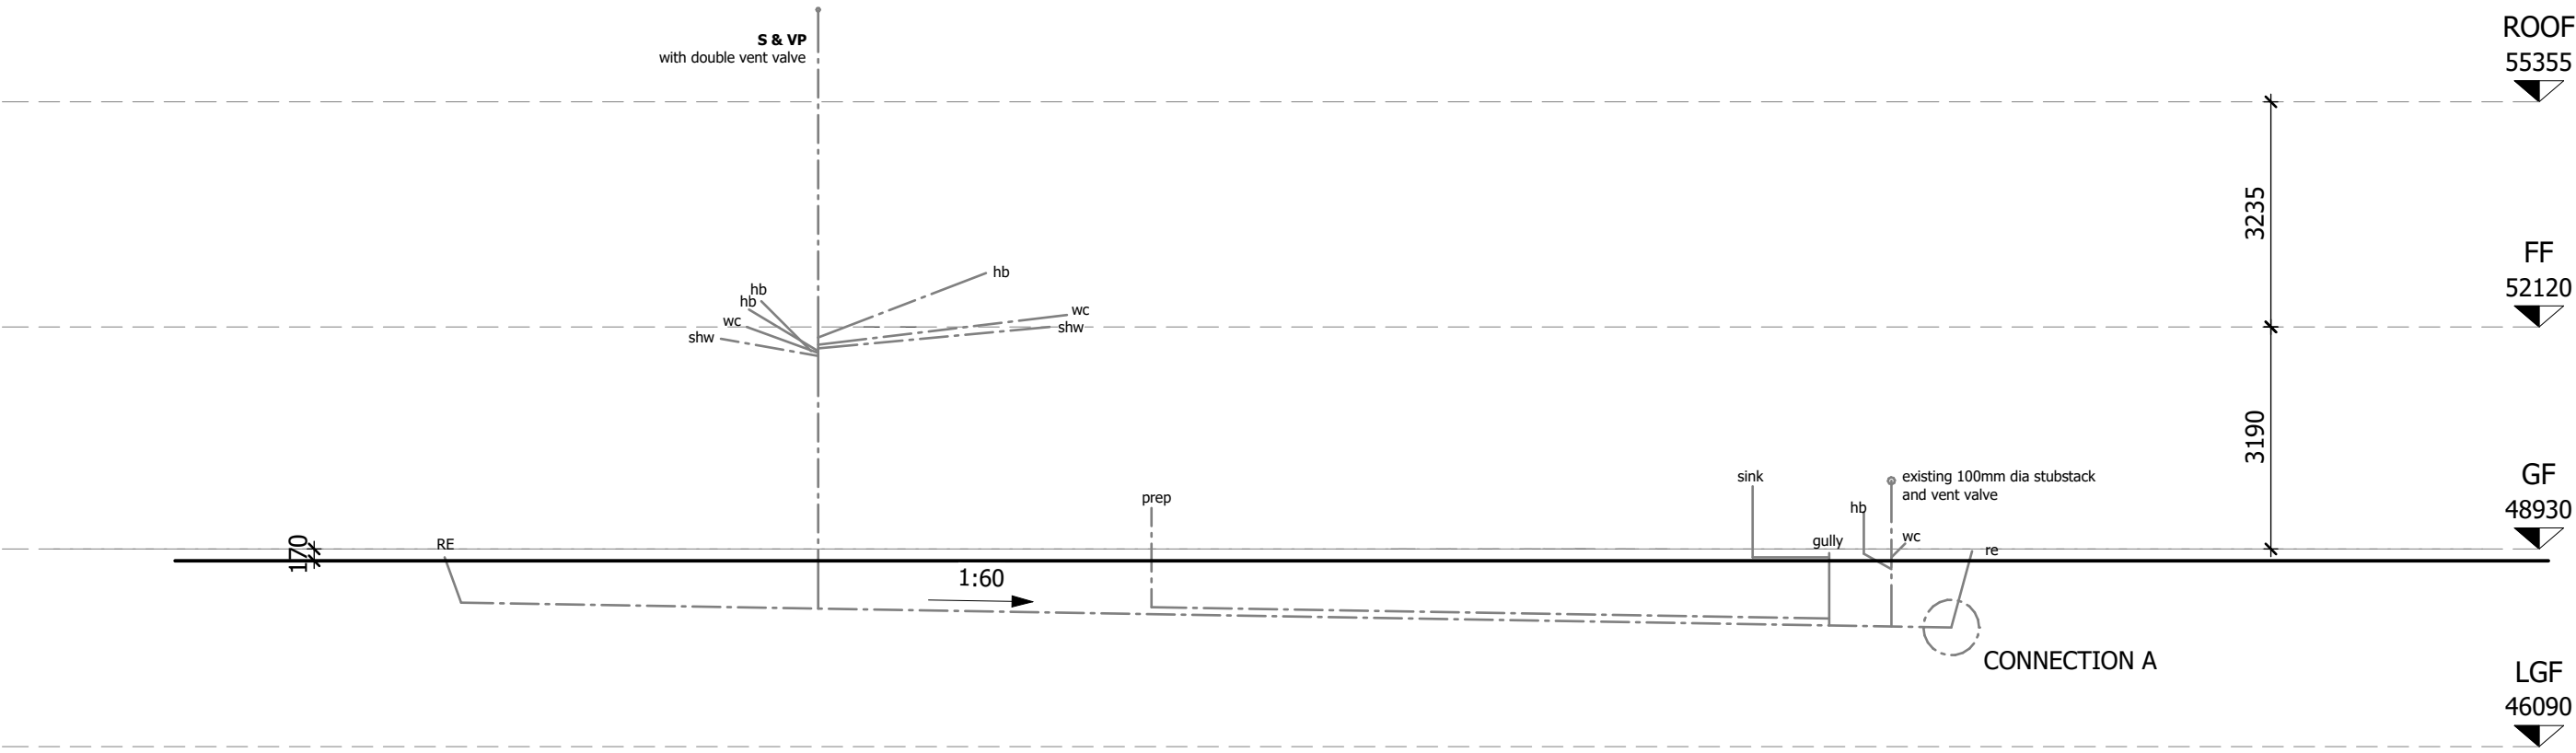 ROOF
55355
S & VP
with double vent valve
3235
FF
52120
hb
hb
hb
wc
shw
wc
shw
3190
GF
48930
prep
sink
existing 100mm dia stubstack
and vent valve
hb
wc
gully
re
170
RE
1:60
CONNECTION A
LGF
46090